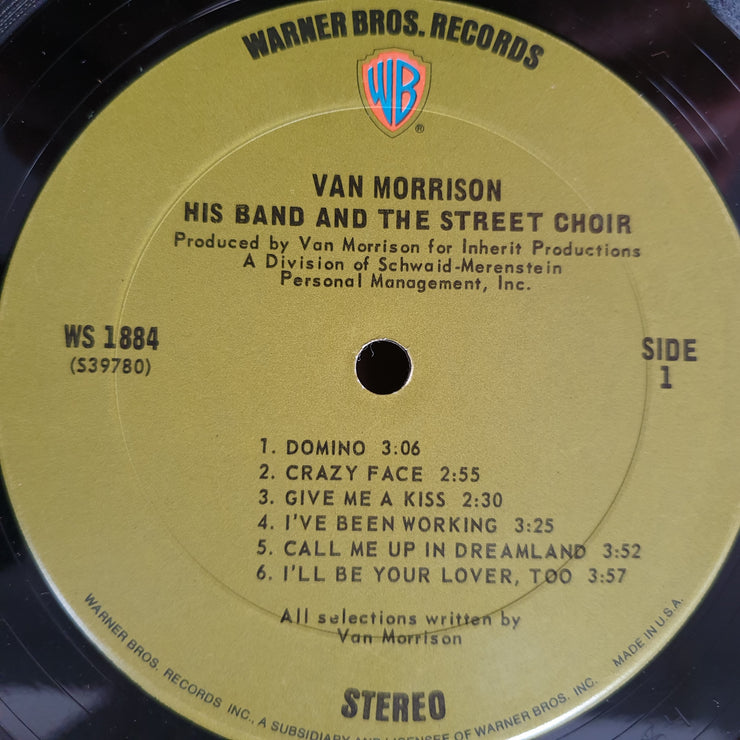 WARNER BROS. RECORDS
WB
®
VAN MORRISON
HIS BAND AND THE STREET CHOIR
Produced by Van Morrison for Inherit Productions
A Division of Schwaid-Merenstein
Personal Management, Inc.
WS 1884
(S39780)
SIDE
1
1. DOMINO 3:06
2. CRAZY FACE 2:55
3. GIVE ME A KISS 2:30
4. I'VE BEEN WORKING 3:25
5. CALL ME UP IN DREAMLAND 3:52
6. I'LL BE YOUR LOVER, TOO 3:57
All selections written by
Van Morrison
STEREO
WARNER BROS. RECORDS INC., A SUBSIDIARY AND LICENSEE OF WARNER BROS. INC. MADE IN U.S.A.